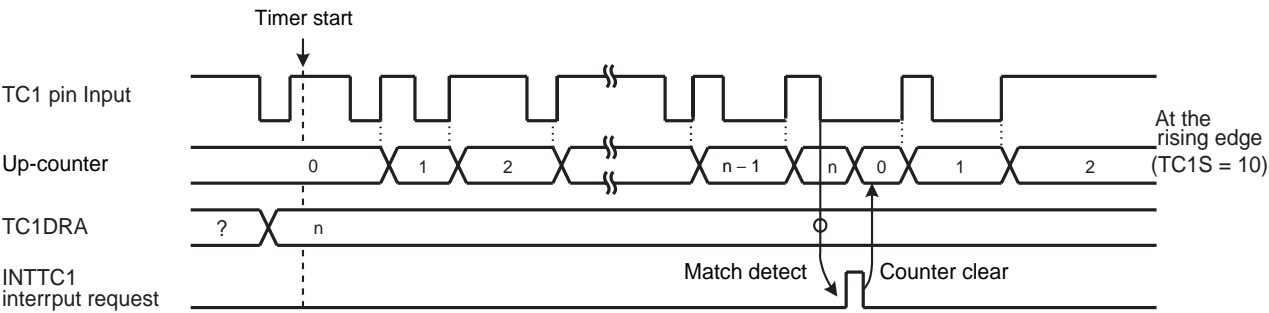 Timer start
TC1 pin Input
At the
rising edge
(TC1S = 10)
Up-counter
0
1
2
n – 1
n
0
1
2
TC1DRA
?
n
Match detect
Counter clear
INTTC1
interrput request